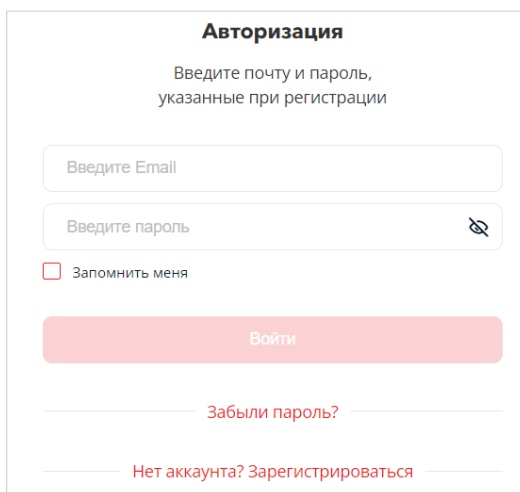 Авторизация
Введите почту и пароль,
указанные при регистрации
Введите Email
Введите пароль
Запомнить меня
Войти
Забыли пароль?
Нет аккаунта? Зарегистрироваться